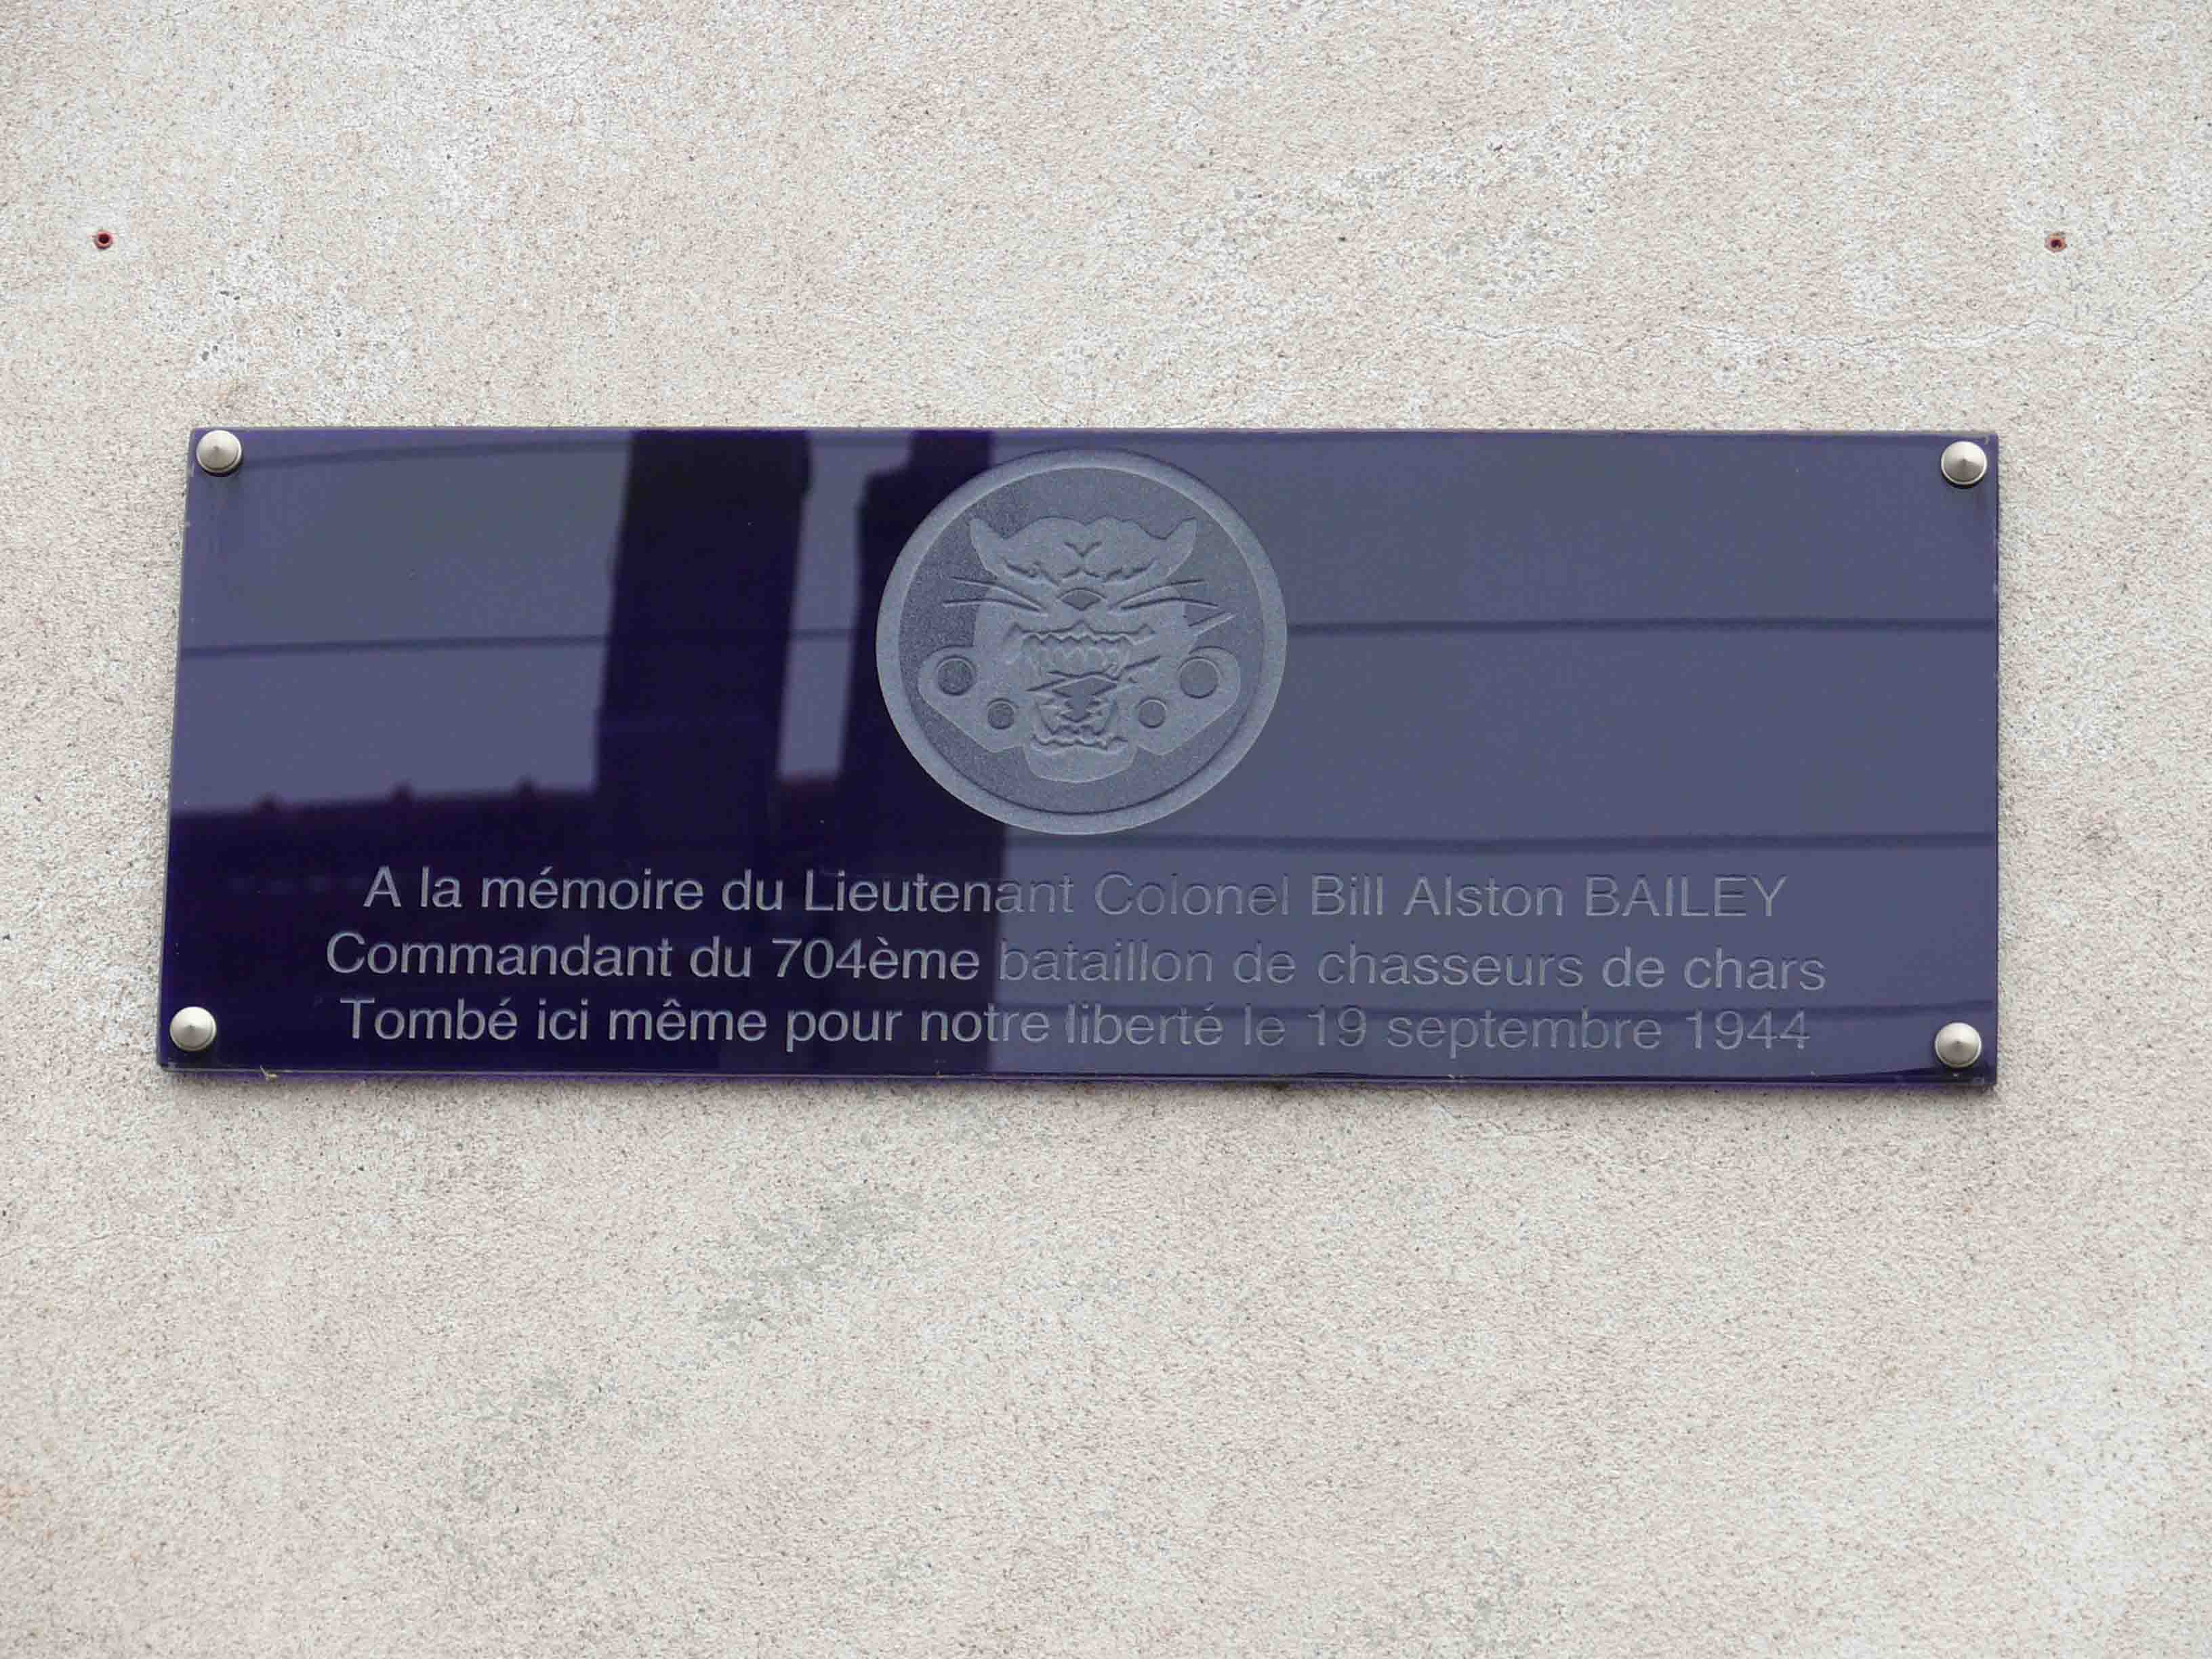 A la mémoire du Lieutenant Colonel Bill Alston BAILEY
Commandant du 704ème bataillon de chasseurs de chars
Tombé ici même pour notre liberté le 19 septembre 1944